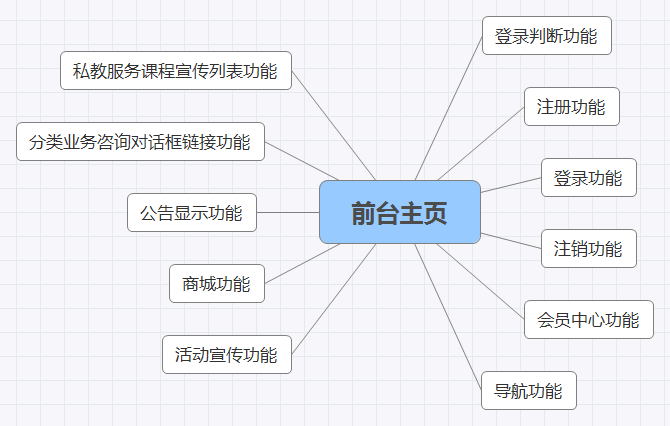 登录判断功能
私教服务课程宣传列表功能
注册功能
分类业务咨询对话框链接功能
登录功能
前台主页
公告显示功能
注销功能
商城功能
会员中心功能
活动宣传功能
导航功能